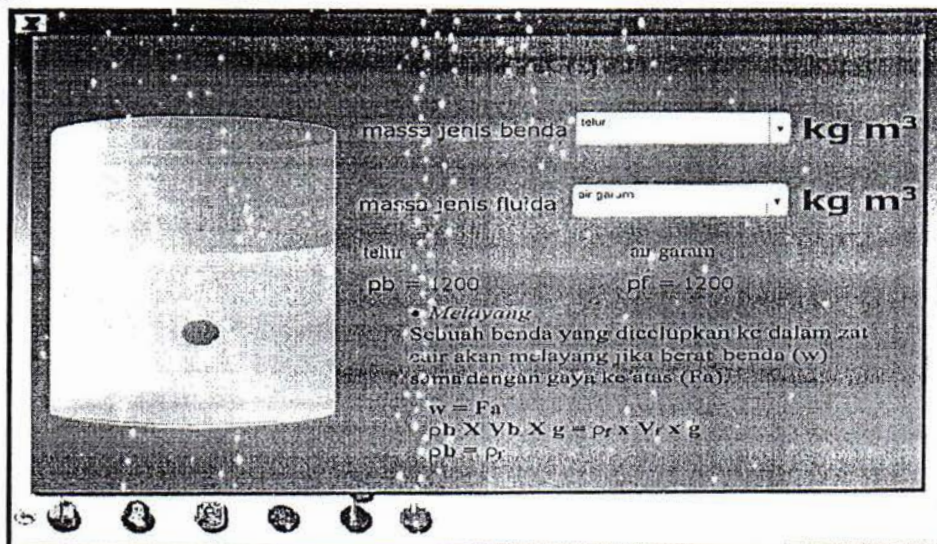 massa jenis benda telur kg m³
massa jenis fluida air garam kg m³
telur air garam
ρb = 1200 ρf = 1200
• Melayang
Sebuah benda yang dicelupkan ke dalam zat
cair akan melayang jika berat benda (w)
sama dengan gaya ke atas (Fa).
w = Fa
ρb X Vb X g = ρf x Vf x g
ρb = ρf